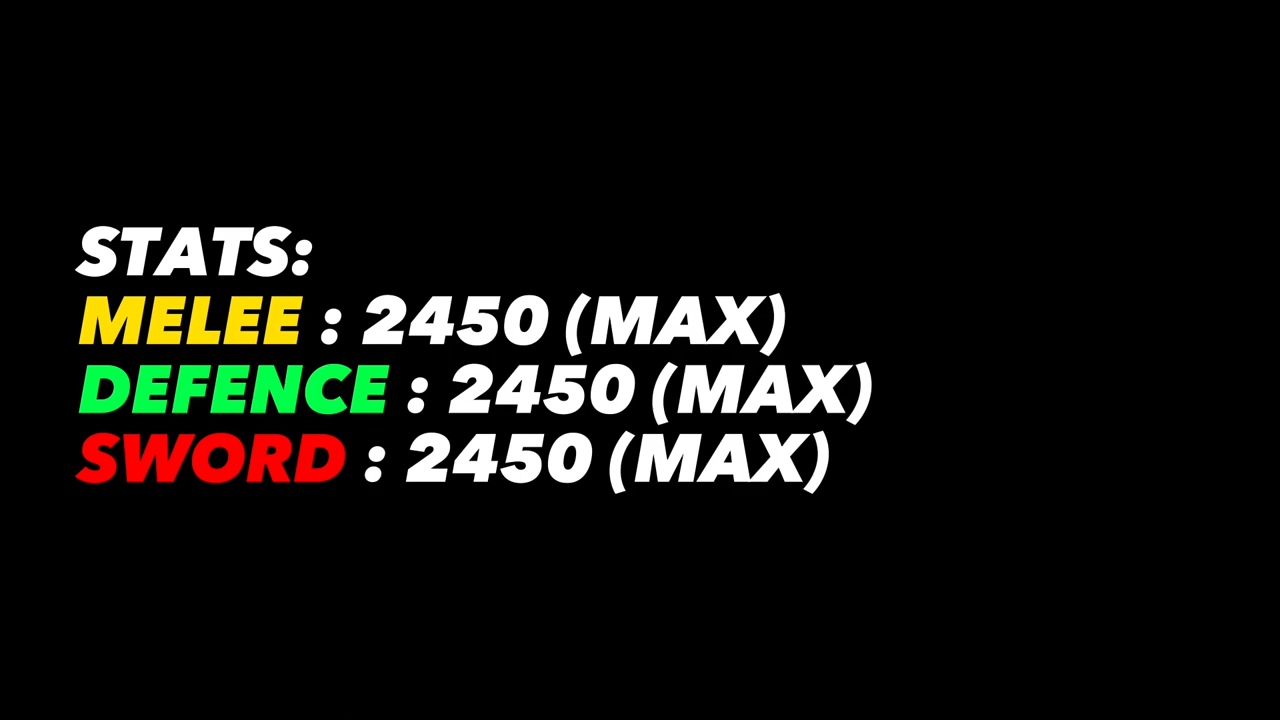 STATS:
MELEE : 2450 (MAX)
DEFENCE : 2450 (MAX)
SWORD : 2450 (MAX)